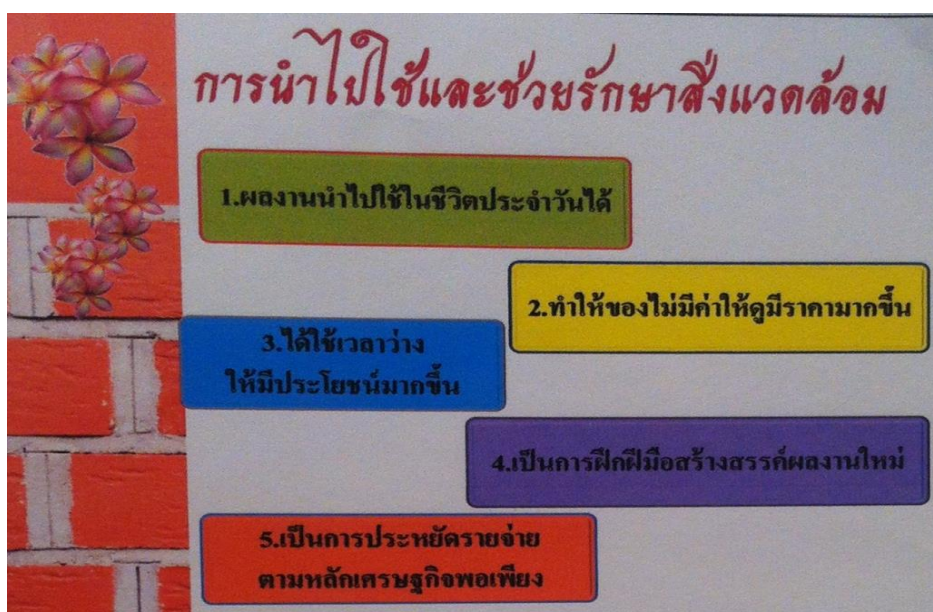 การนำไปใช้และช่วยรักษาสิ่งแวดล้อม
1.ผลงานนำไปใช้ในชีวิตประจำวันได้
2.ทำให้ของไม่มีค่าให้ดูมีราคามากขึ้น
3.ได้ใช้เวลาว่าง
ให้มีประโยชน์มากขึ้น
4.เป็นการฝึกฝีมือสร้างสรรค์ผลงานใหม่
5.เป็นการประหยัดรายจ่าย
ตามหลักเศรษฐกิจพอเพียง